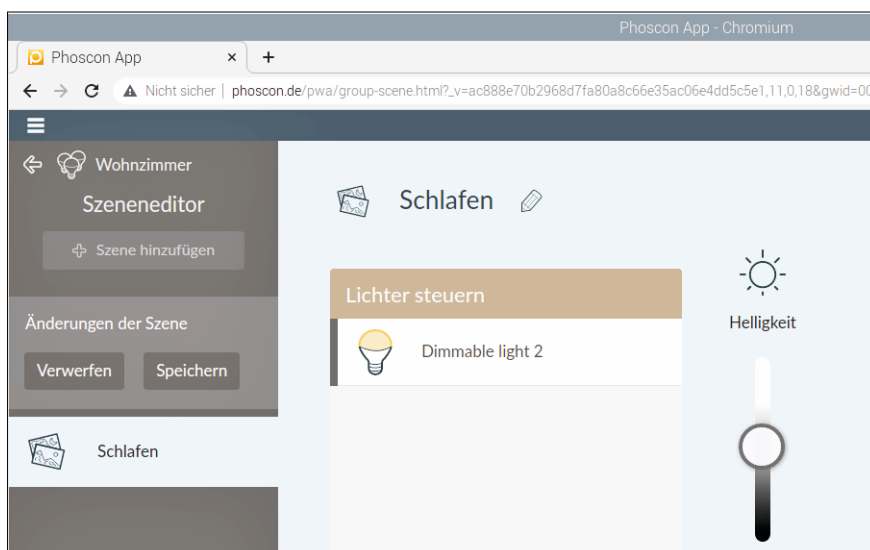 Phoscon App - Chromium
Phoscon App × +
Nicht sicher | phoscon.de/pwa/group-scene.html?_v=ac888e70b2968d7fa80a8c66e35ac06e4dd5c5e1,11,0,18&gwid=00
Wohnzimmer
Szeneneditor
Szene hinzufügen
Änderungen der Szene
Verwerfen Speichern
Schlafen
Schlafen
Lichter steuern
Dimmable light 2
Helligkeit